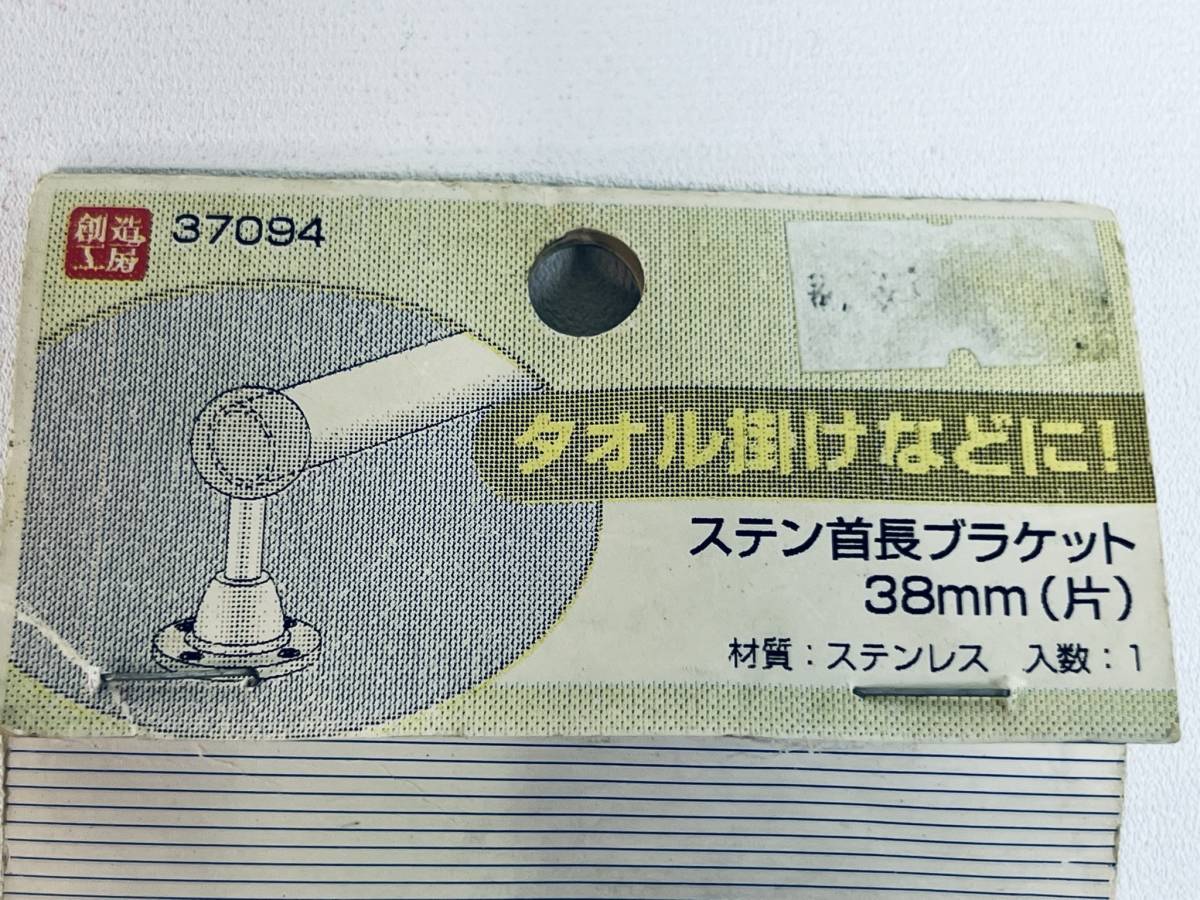 創造
工房
37094
タオル掛けなどに!
ステン首長ブラケット
38mm(片)
材質:ステンレス 入数:1